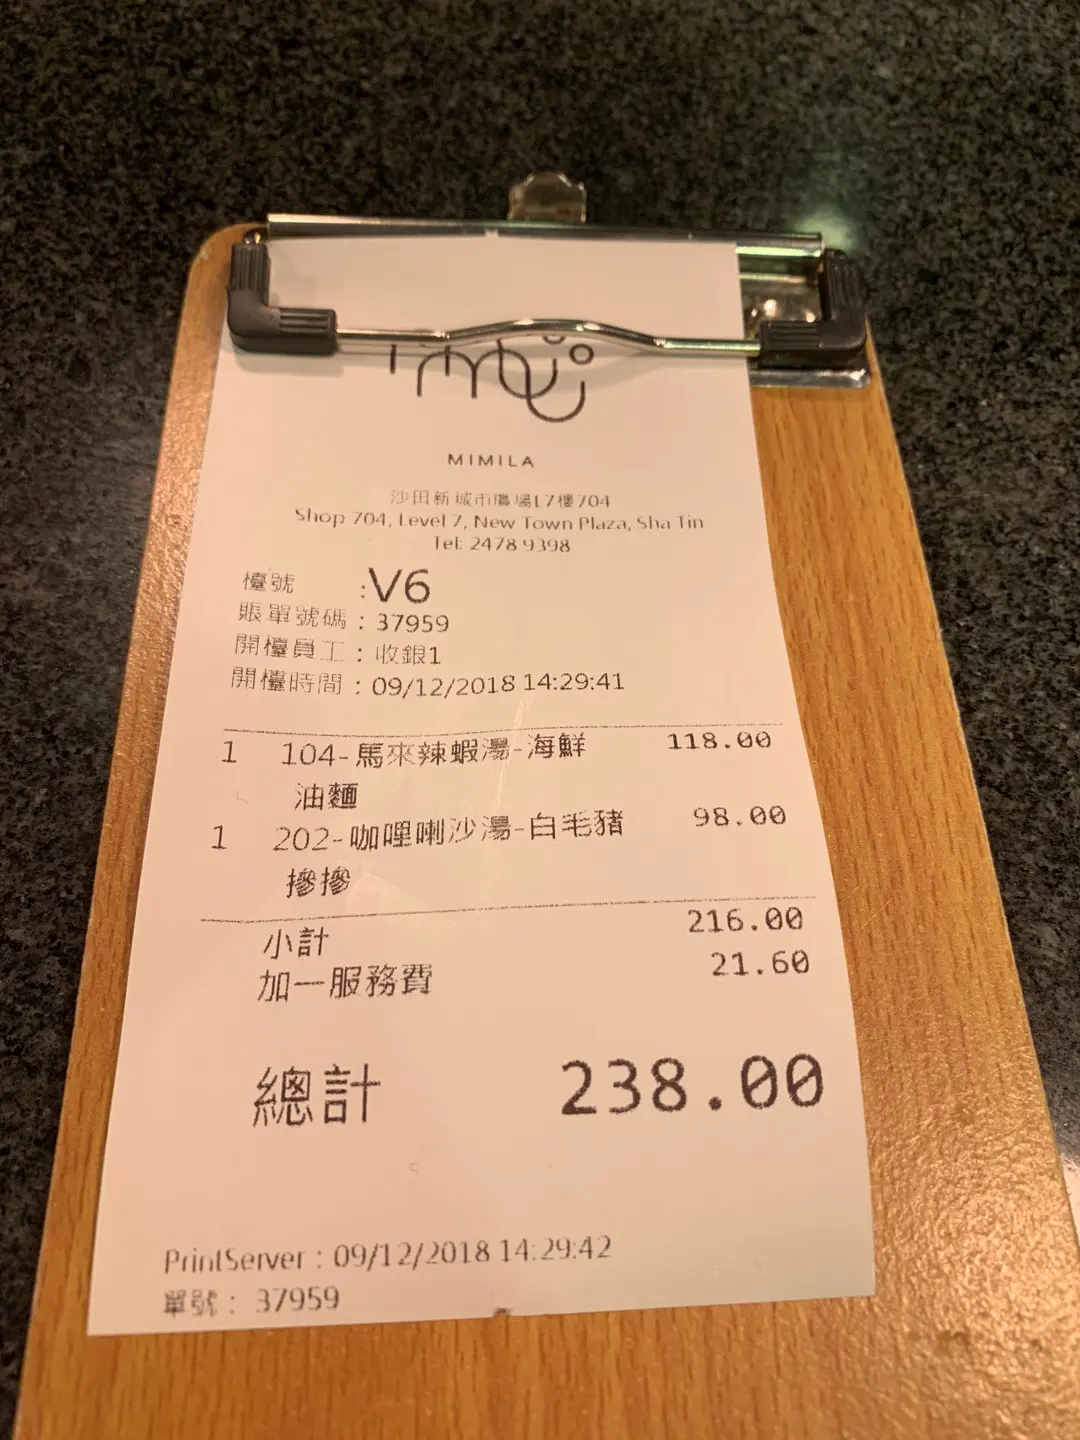 MIMILA
沙田新城市廣場L7樓704
Shop 704, Level 7, New Town Plaza, Sha Tin
Tel: 2478 9398
檯號 :V6
賬單號碼 : 37959
開檯員工 : 收銀1
開檯時間 : 09/12/2018 14:29:41
1 104-馬來辣蝦湯-海鮮 118.00
油麵
1 202-咖哩喇沙湯-白毛豬 98.00
摻摻
小計 216.00
加一服務費 21.60
總計 238.00
PrintServer : 09/12/2018 14:29:42
單號 : 37959